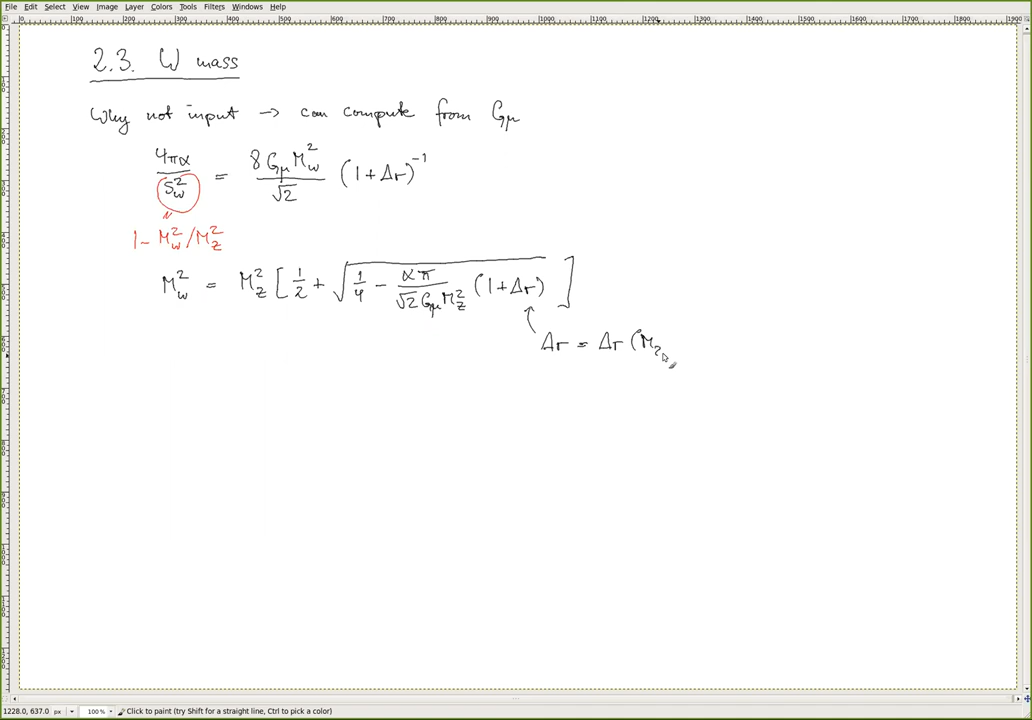 File Edit Select View Image Layer Colors Tools Filters Windows Help
2.3. W mass
Why not input → can compute from Gμ
4πα / s_w^2 = 8 Gμ M_w^2 / √2 (1 + Δr)^-1
1 - M_w^2 / M_z^2
M_w^2 = M_z^2 [ 1/2 + √( 1/4 - απ / (√2 Gμ M_z^2) (1 + Δr) ) ]
Δr = Δr (M_z
1228.0, 637.0 px 100 % Click to paint (try Shift for a straight line, Ctrl to pick a color)